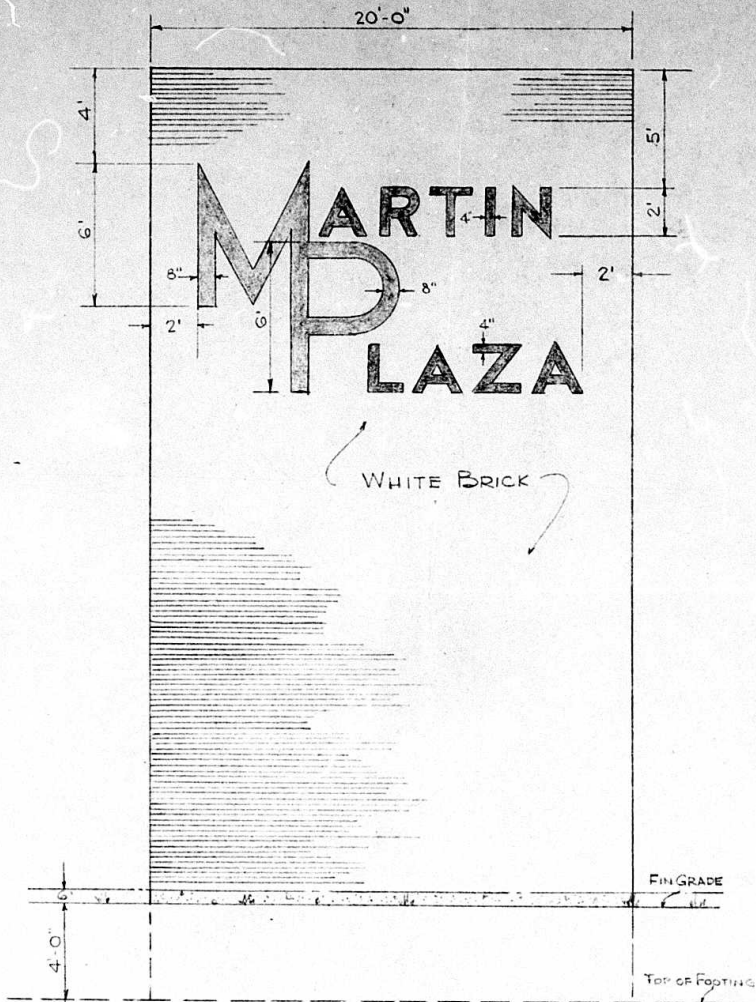 20'-0"
4'
5'
MARTIN
4"
2'
6'
8"
2'
8"
2'
6'
4"
PLAZA
WHITE BRICK
FIN GRADE
6"
4'-0"
TOP OF FOOTING